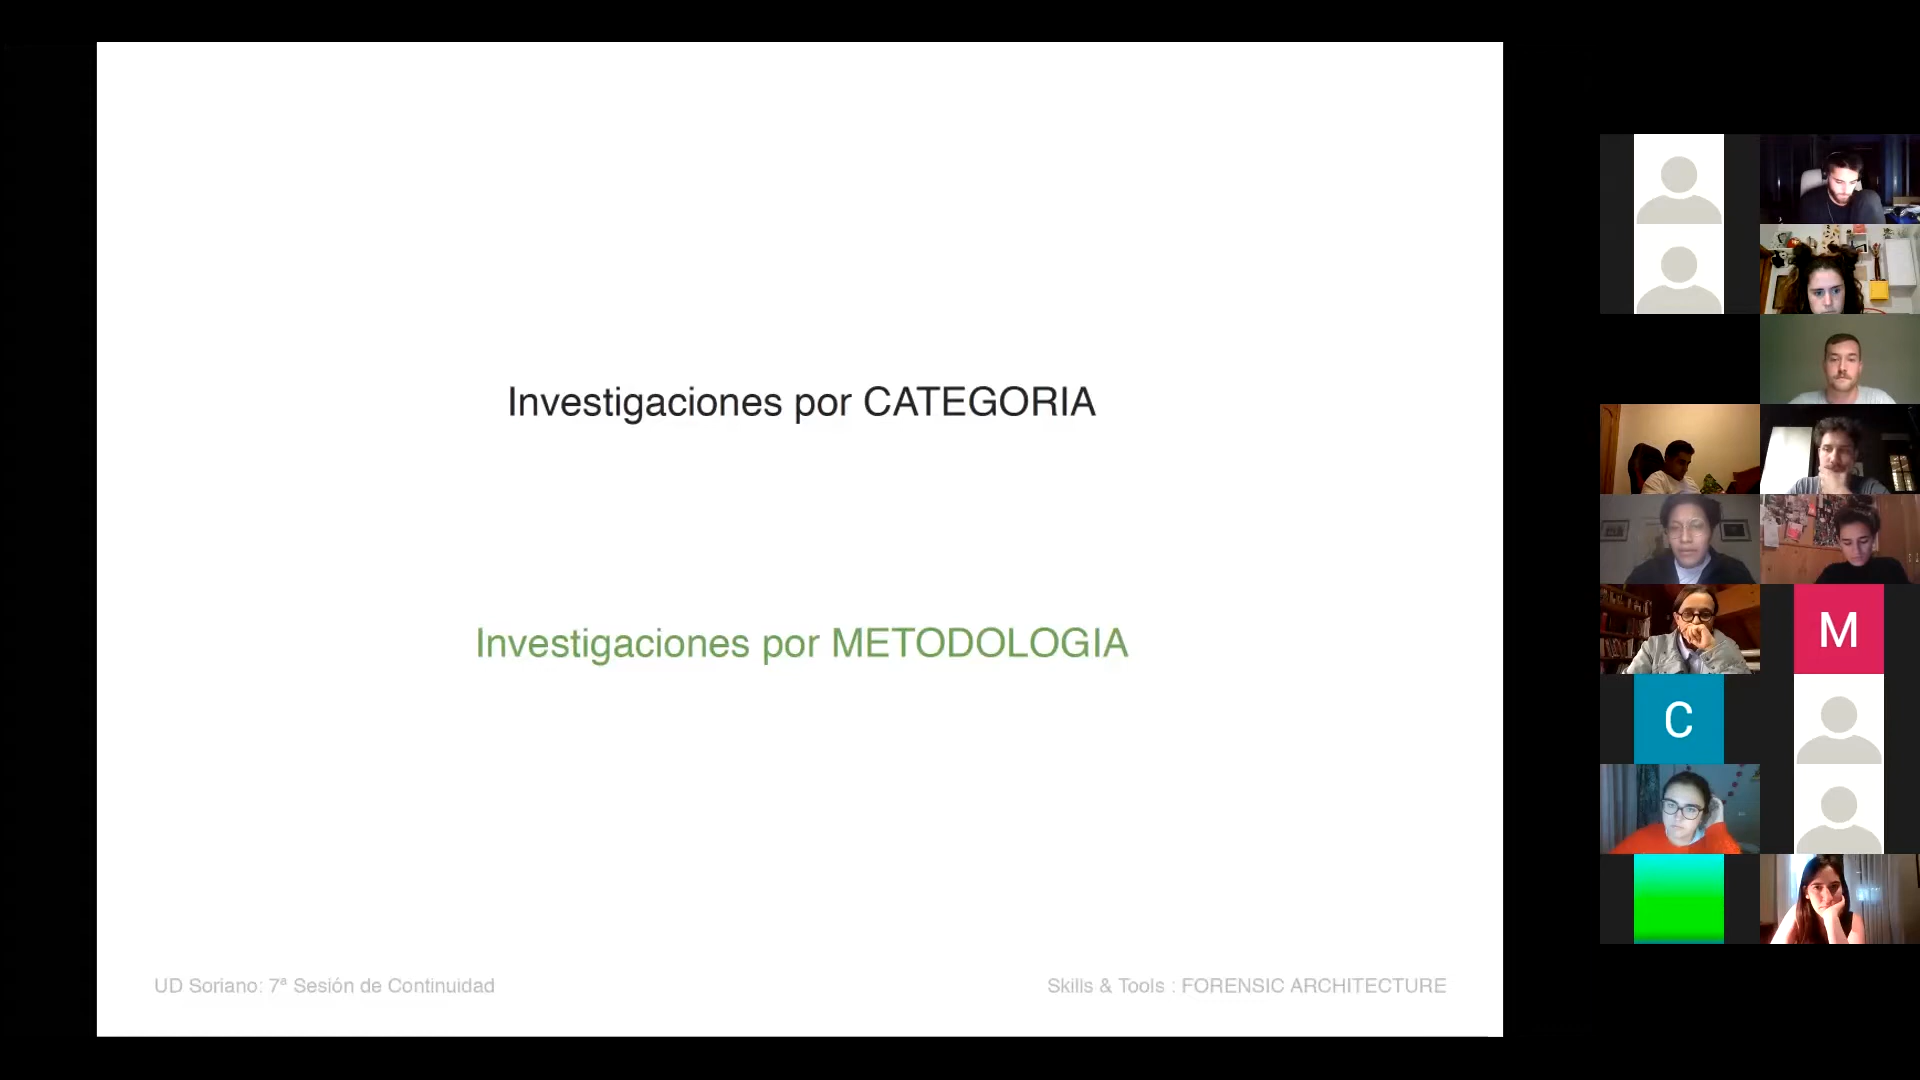 Investigaciones por CATEGORIA
Investigaciones por METODOLOGIA
UD Soriano: 7ª Sesión de Continuidad
Skills & Tools : FORENSIC ARCHITECTURE
M
C